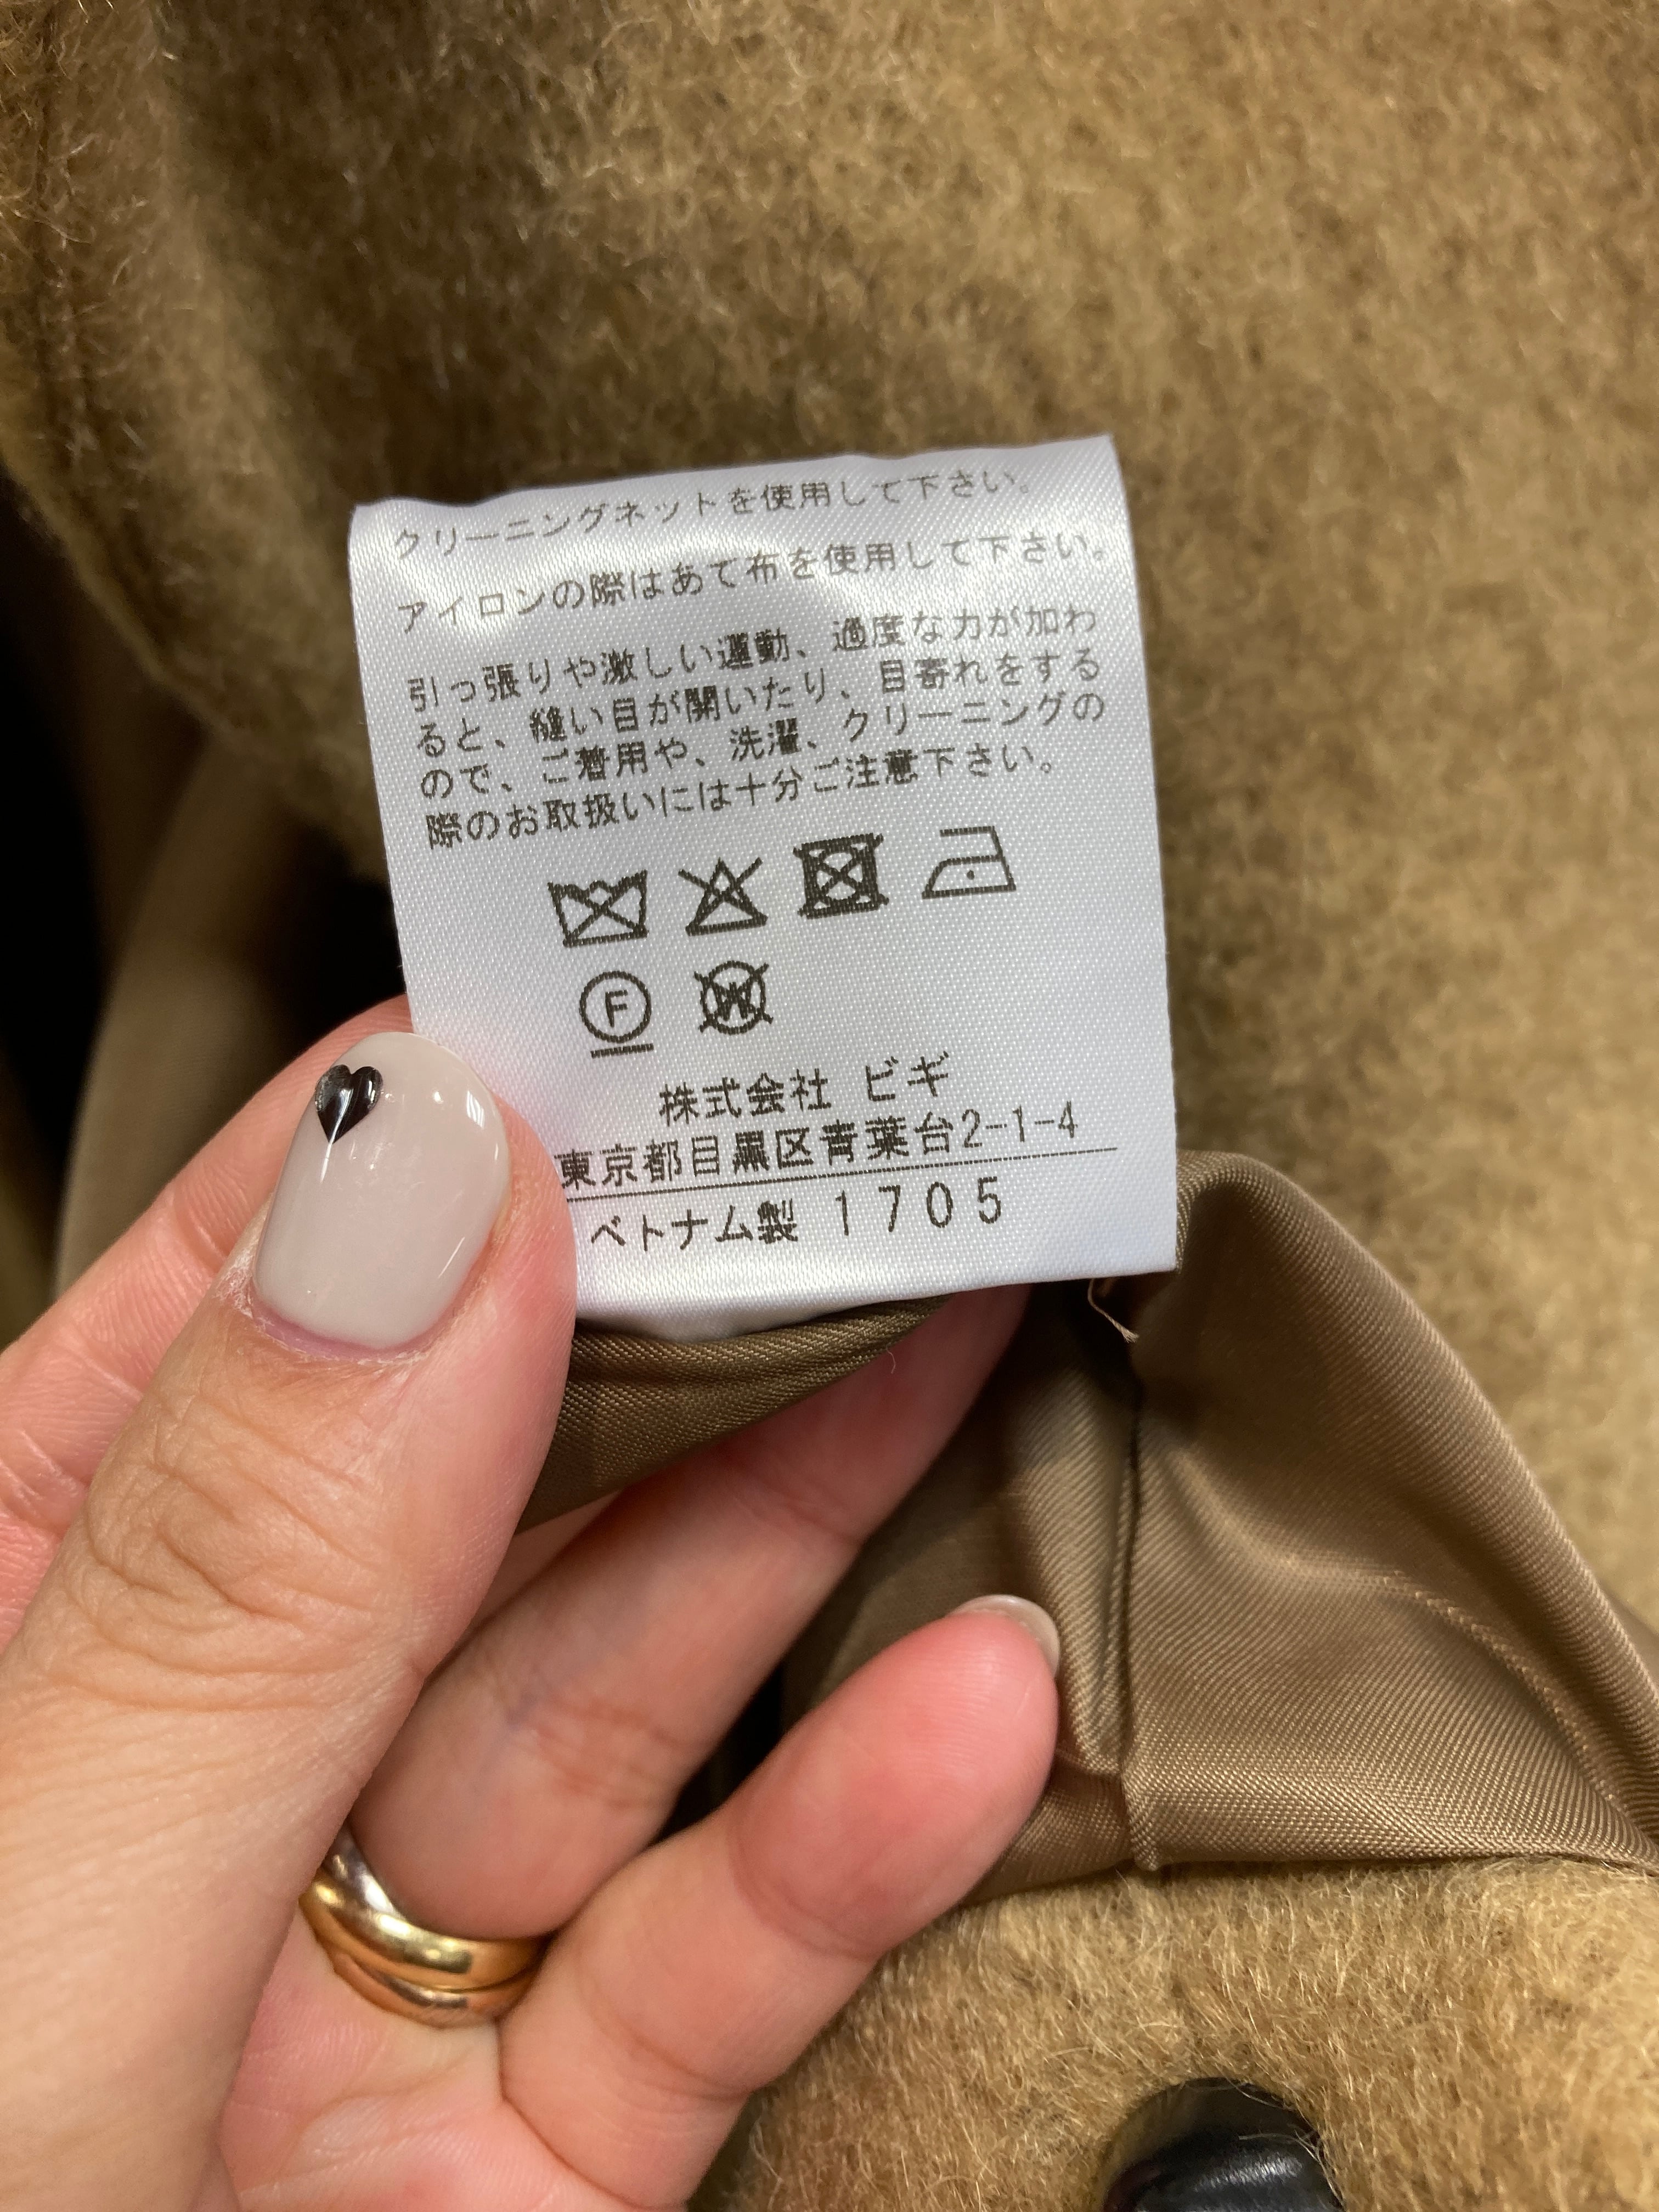 クリーニングネットを使用して下さい。
アイロンの際はあて布を使用して下さい。
引っ張りや激しい運動、過度な力が加わ
ると、縫い目が開いたり、目寄れをする
ので、ご着用や、洗濯、クリーニングの
際のお取扱いには十分ご注意下さい。
F W
株式会社 ビギ
東京都目黒区青葉台2-1-4
ベトナム製 1705